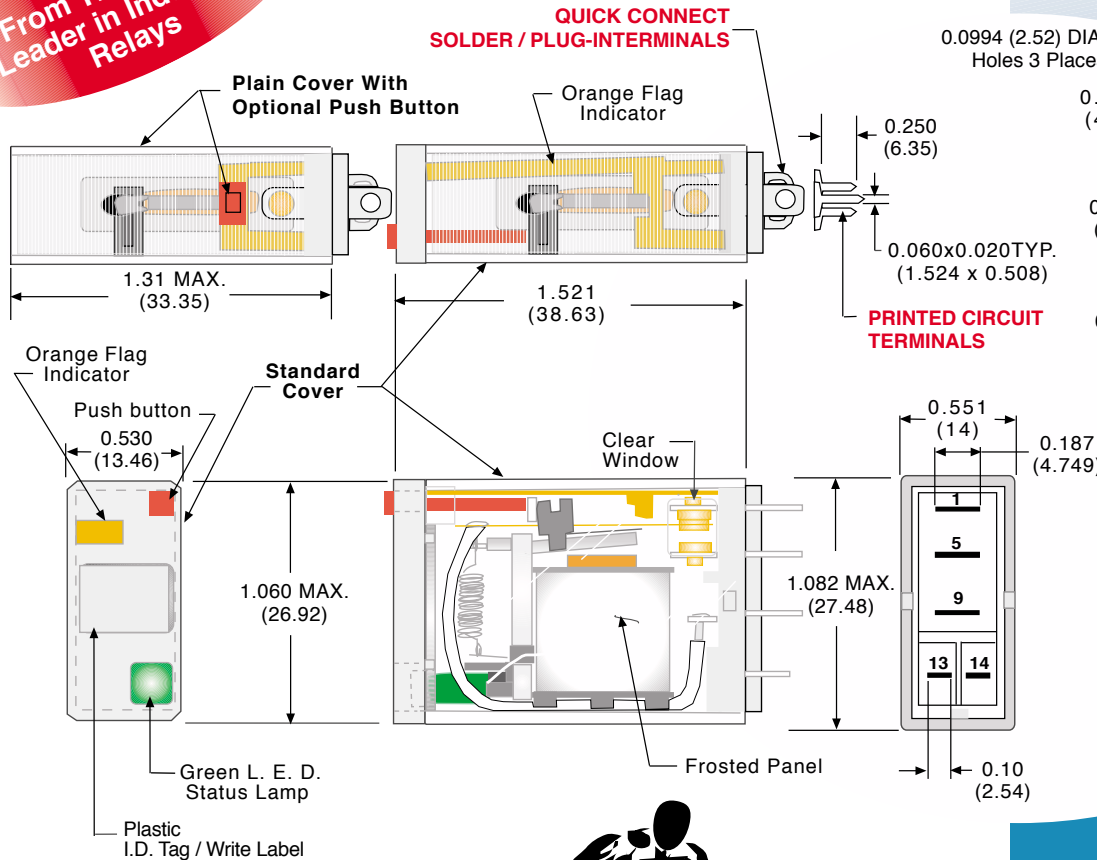 From
Leader in Ind
Relays
QUICK CONNECT
SOLDER / PLUG-INTERMINALS
0.0994 (2.52) DIA
Holes 3 Place
Plain Cover With
Optional Push Button
Orange Flag
Indicator
0.250
(6.35)
0.060x0.020TYP.
(1.524 x 0.508)
1.31 MAX.
(33.35)
1.521
(38.63)
PRINTED CIRCUIT
TERMINALS
Orange Flag
Indicator
Standard
Cover
Push button
0.530
(13.46)
Clear
Window
0.551
(14)
0.187
(4.749)
1
5
9
13 14
1.060 MAX.
(26.92)
1.082 MAX.
(27.48)
Green L. E. D.
Status Lamp
Frosted Panel
0.10
(2.54)
Plastic
I.D. Tag / Write Label